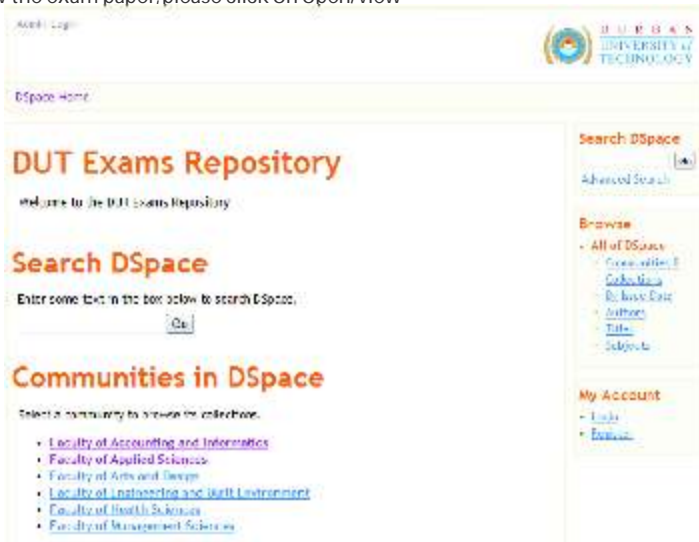 the exam paper, please click on Open/View
Admin Login
DURBAN
UNIVERSITY of
TECHNOLOGY
DSpace Home
DUT Exams Repository
Welcome to the DUT Exams Repository
Search DSpace
Enter some text in the box below to search DSpace.
Go
Communities in DSpace
Select a community to browse its collections.
Faculty of Accounting and Informatics
Faculty of Applied Sciences
Faculty of Arts and Design
Faculty of Engineering and Built Environment
Faculty of Health Sciences
Faculty of Management Sciences
Search DSpace
Go
Advanced Search
Browse
All of DSpace
Communities &
Collections
By Issue Date
Authors
Titles
Subjects
My Account
Login
Register